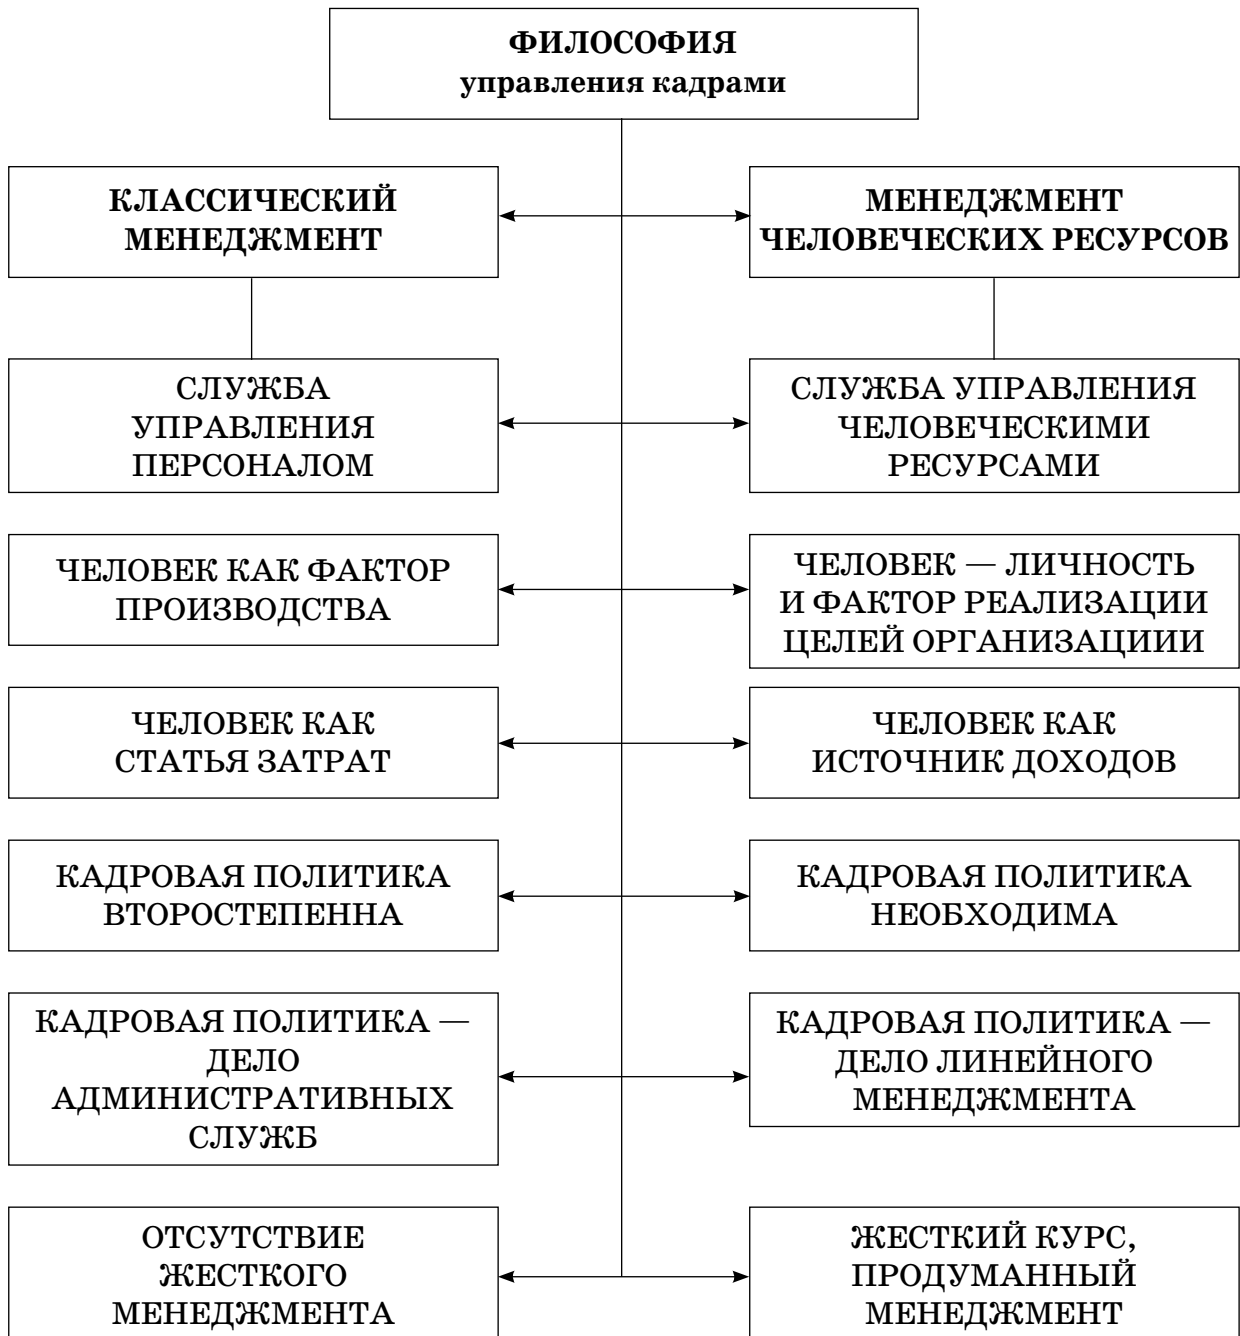 ФИЛОСОФИЯ
управления кадрами
КЛАССИЧЕСКИЙ
МЕНЕДЖМЕНТ
МЕНЕДЖМЕНТ
ЧЕЛОВЕЧЕСКИХ РЕСУРСОВ
СЛУЖБА
УПРАВЛЕНИЯ
ПЕРСОНАЛОМ
СЛУЖБА УПРАВЛЕНИЯ
ЧЕЛОВЕЧЕСКИМИ
РЕСУРСАМИ
ЧЕЛОВЕК КАК ФАКТОР
ПРОИЗВОДСТВА
ЧЕЛОВЕК — ЛИЧНОСТЬ
И ФАКТОР РЕАЛИЗАЦИИ
ЦЕЛЕЙ ОРГАНИЗАЦИИИ
ЧЕЛОВЕК КАК
СТАТЬЯ ЗАТРАТ
ЧЕЛОВЕК КАК
ИСТОЧНИК ДОХОДОВ
КАДРОВАЯ ПОЛИТИКА
ВТОРОСТЕПЕННА
КАДРОВАЯ ПОЛИТИКА
НЕОБХОДИМА
КАДРОВАЯ ПОЛИТИКА —
ДЕЛО
АДМИНИСТРАТИВНЫХ
СЛУЖБ
КАДРОВАЯ ПОЛИТИКА —
ДЕЛО ЛИНЕЙНОГО
МЕНЕДЖМЕНТА
ОТСУТСТВИЕ
ЖЕСТКОГО
МЕНЕДЖМЕНТА
ЖЕСТКИЙ КУРС,
ПРОДУМАННЫЙ
МЕНЕДЖМЕНТ